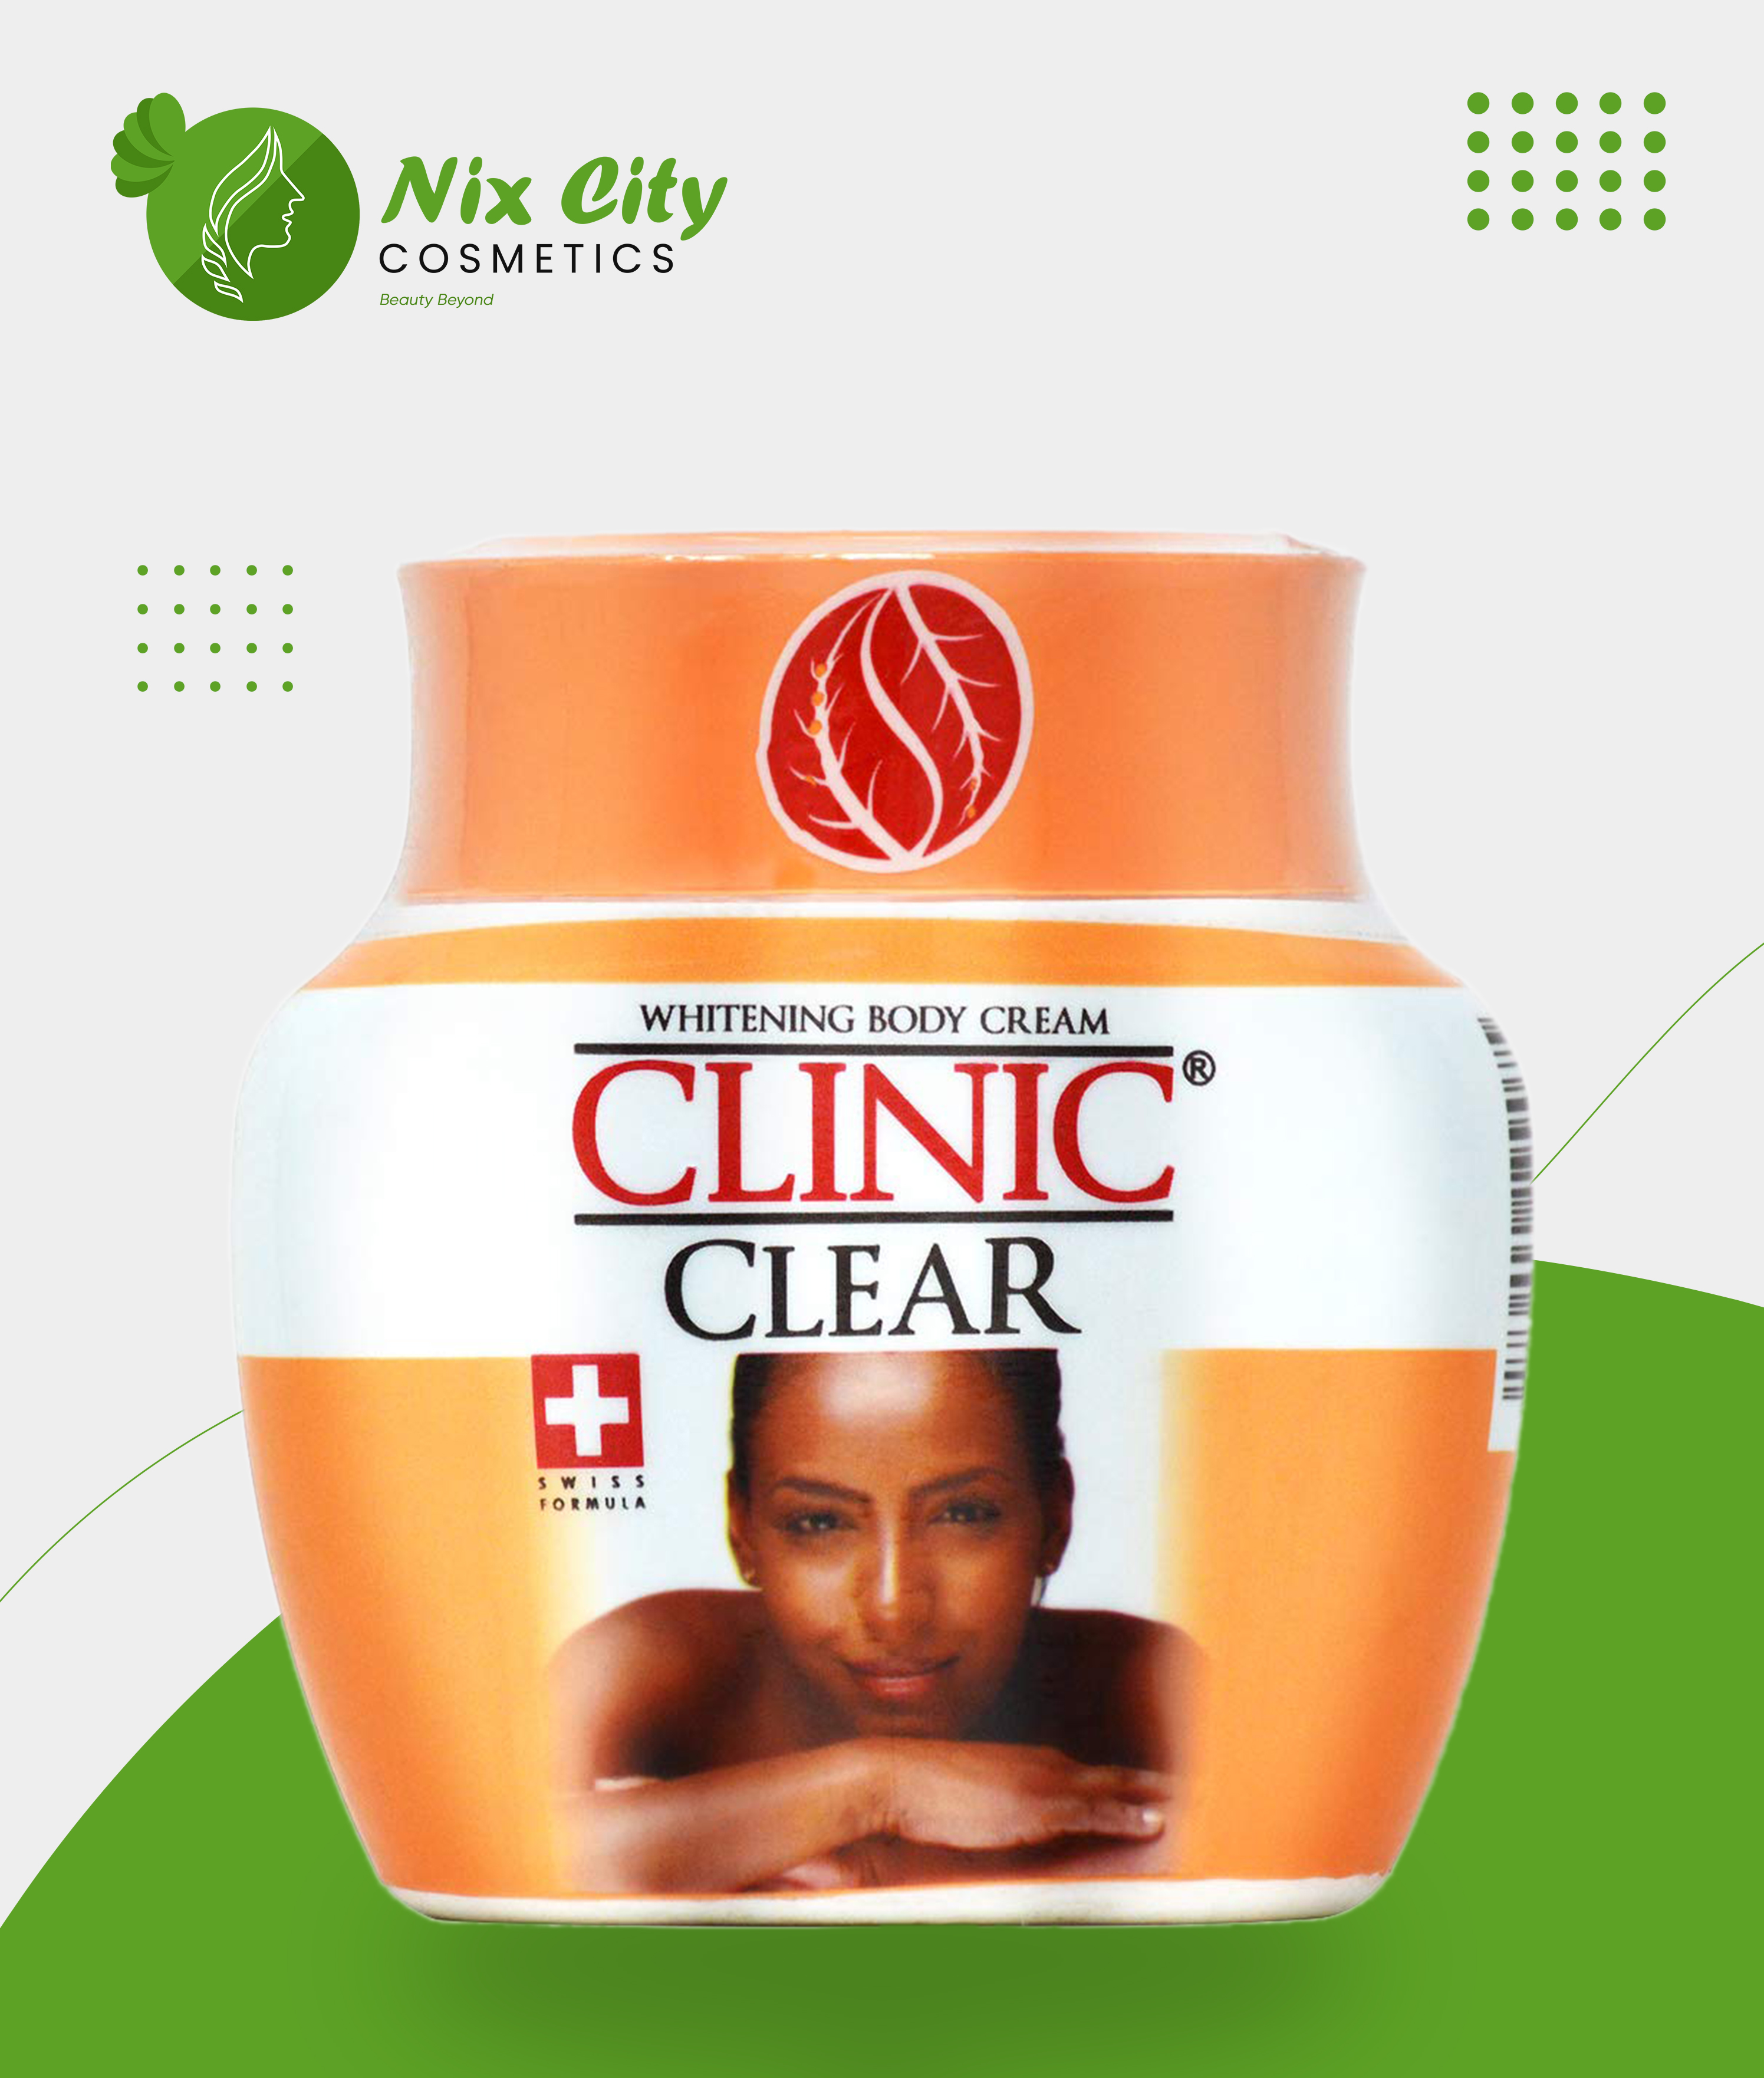 Nix City
COSMETICS
Beauty Beyond
WHITENING BODY CREAM
CLINIC®
CLEAR
SWISS
FORMULA